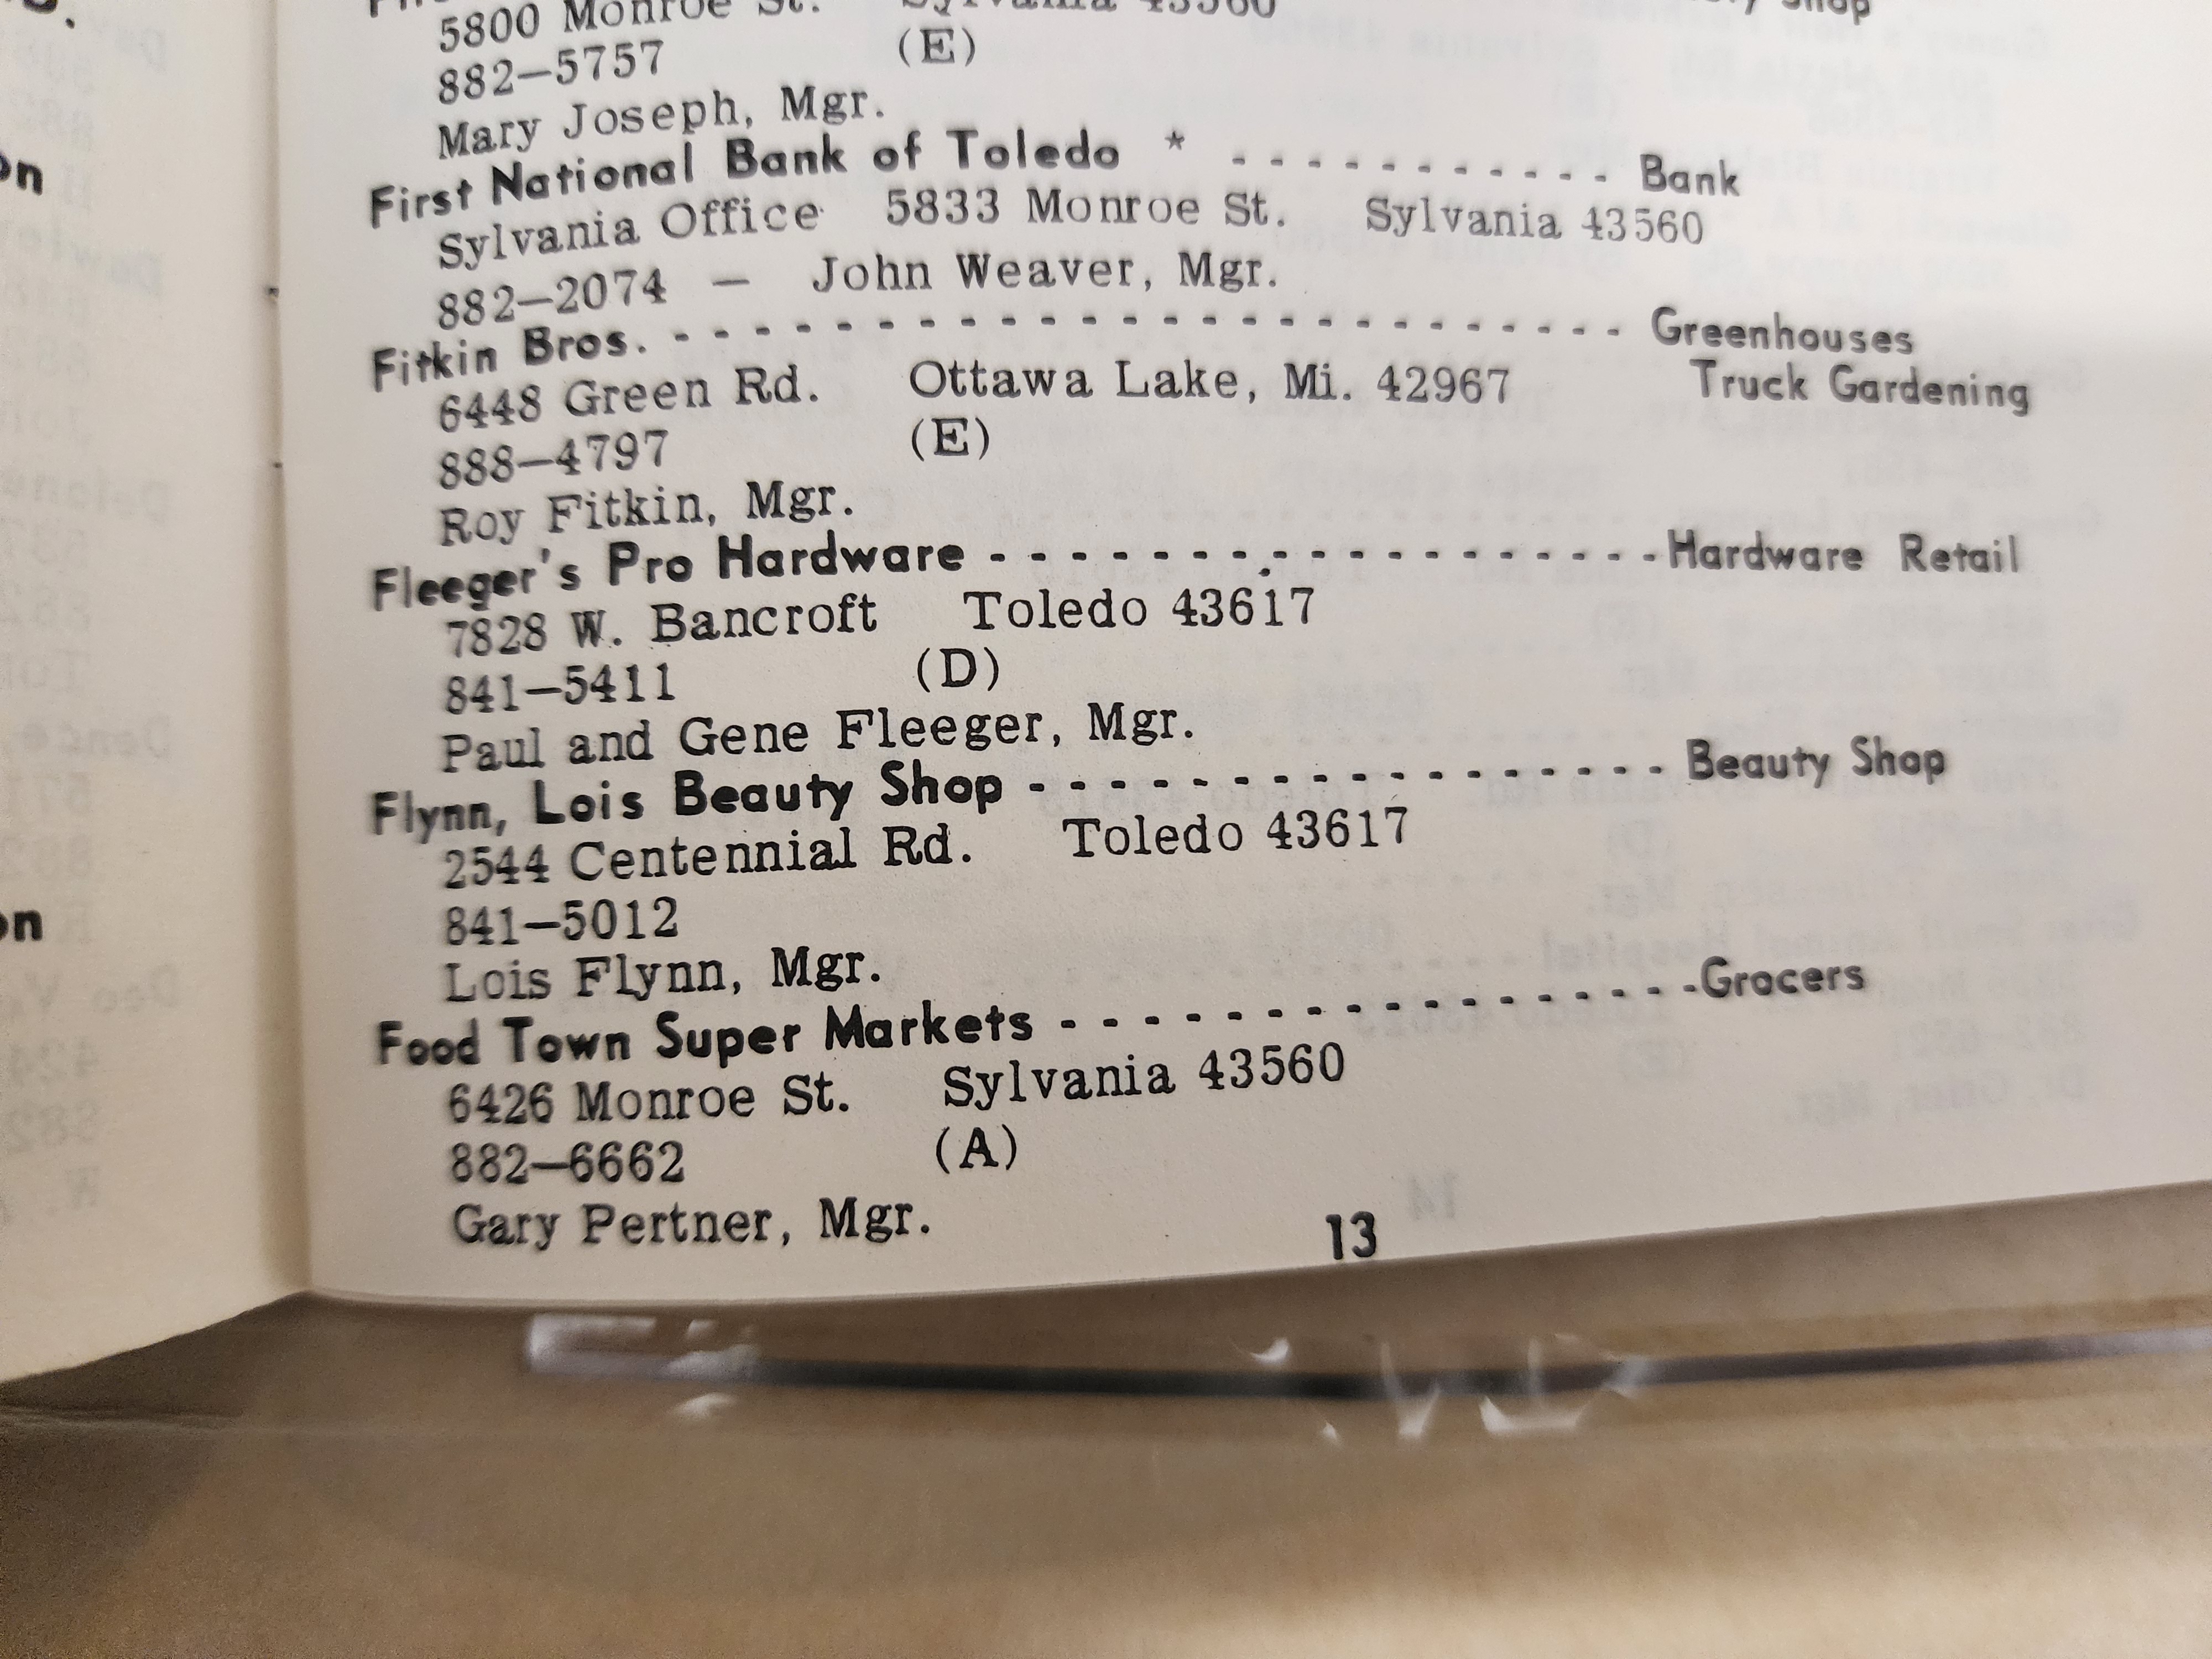 5800 Monroe St. Sylvania 43560
882-5757 (E)
Mary Joseph, Mgr.
First National Bank of Toledo * - - - - - - - - - - - Bank
Sylvania Office 5833 Monroe St. Sylvania 43560
882-2074 - John Weaver, Mgr.
Fitkin Bros. - - - - - - - - - - - - - - - - - - - - - - - - Greenhouses
6448 Green Rd. Ottawa Lake, Mi. 42967 Truck Gardening
888-4797 (E)
Roy Fitkin, Mgr.
Fleeger's Pro Hardware - - - - - - - - - - - - - - - - - Hardware Retail
7828 W. Bancroft Toledo 43617
841-5411 (D)
Paul and Gene Fleeger, Mgr.
Flynn, Lois Beauty Shop - - - - - - - - - - - - - - - - Beauty Shop
2544 Centennial Rd. Toledo 43617
841-5012
Lois Flynn, Mgr.
Food Town Super Markets - - - - - - - - - - - - - - - - Grocers
6426 Monroe St. Sylvania 43560
882-6662 (A)
Gary Pertner, Mgr.
13